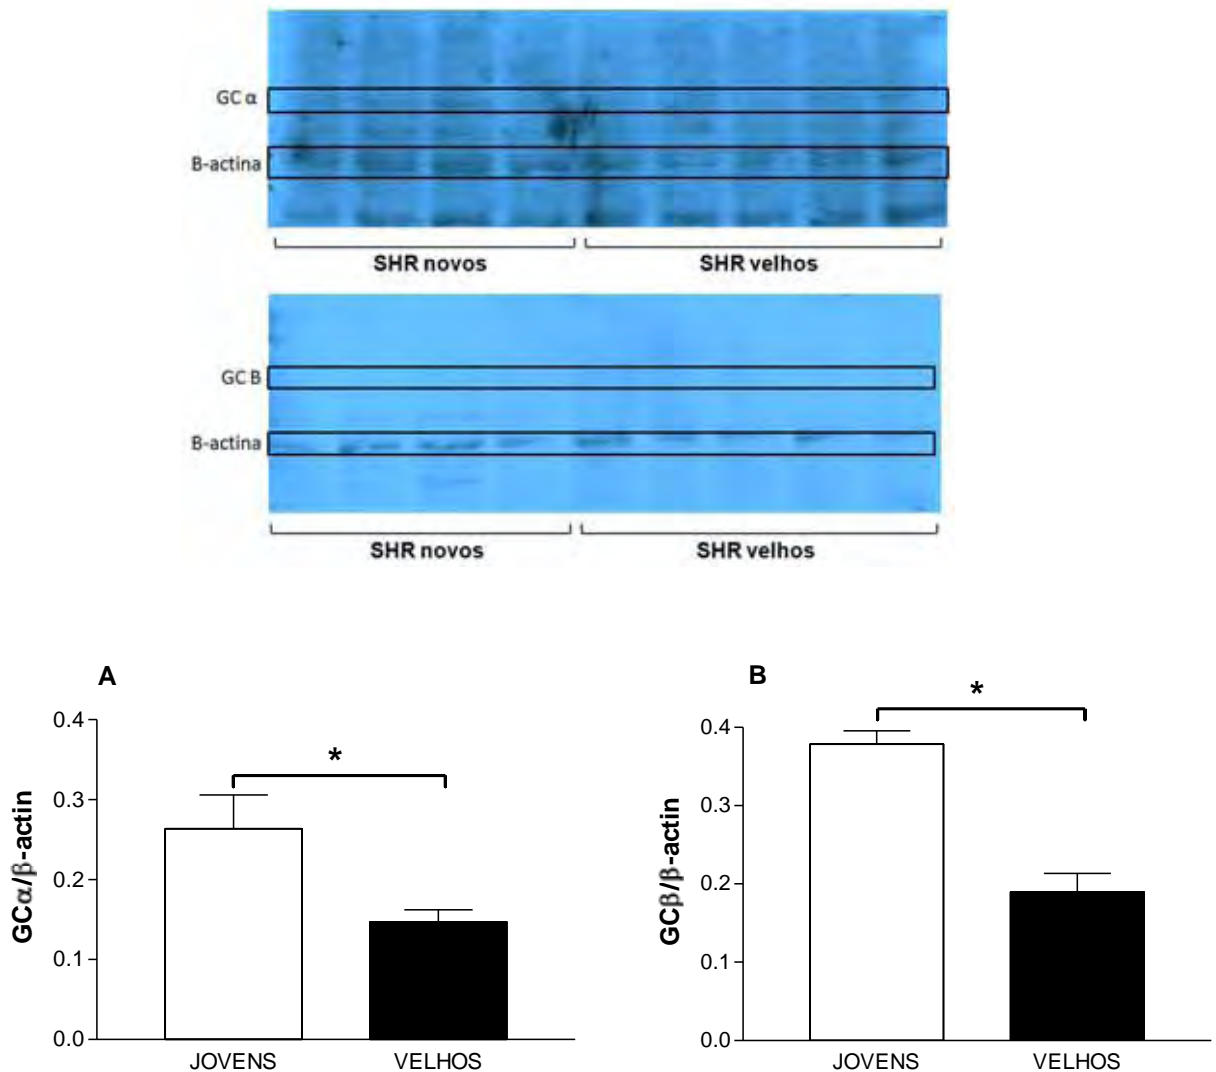 GC α
B-actina
SHR novos
SHR velhos
GC B
B-actina
SHR novos
SHR velhos
A
*
GCα/β-actin
0.4
0.3
0.2
0.1
0.0
JOVENS
VELHOS
B
*
GCβ/β-actin
0.4
0.3
0.2
0.1
0.0
JOVENS
VELHOS